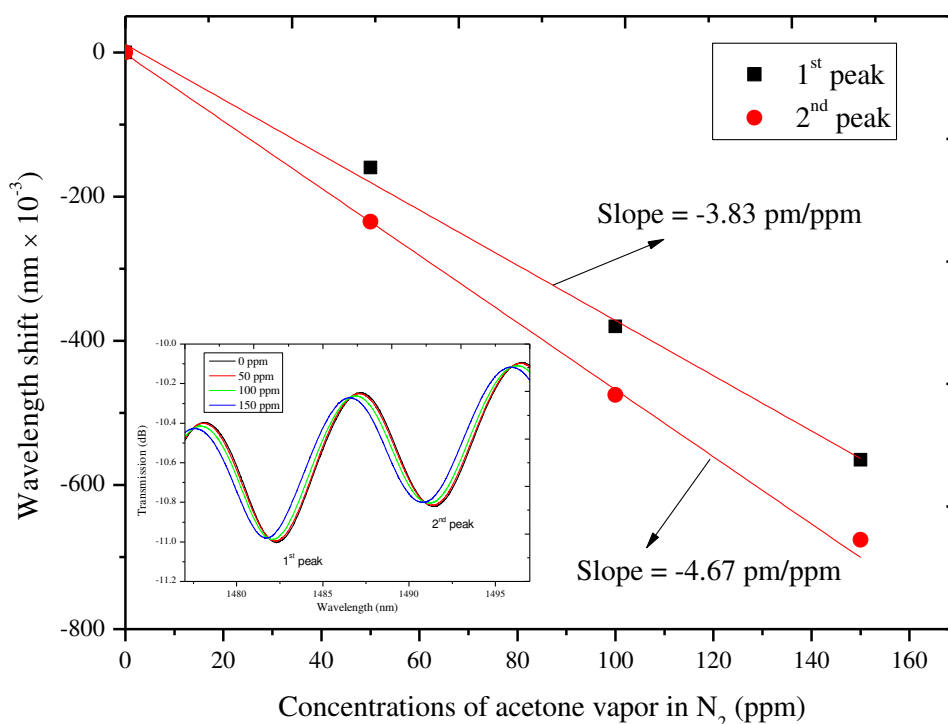 1st peak
2nd peak
0
-200
-400
-600
-800
Wavelength shift (nm × 10-3)
Slope = -3.83 pm/ppm
Slope = -4.67 pm/ppm
-10.0
-10.2
-10.4
-10.6
-10.8
-11.0
-11.2
Transmission (dB)
0 ppm
50 ppm
100 ppm
150 ppm
1st peak
2nd peak
1480 1485 1490 1495
Wavelength (nm)
0 20 40 60 80 100 120 140 160
Concentrations of acetone vapor in N2 (ppm)